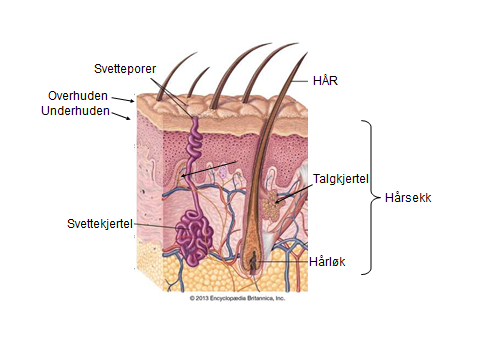 Svetteporer
HÅR
Overhuden
Underhuden
Talgkjertel
Hårsekk
Svettekjertel
Hårløk
© 2013 Encyclopædia Britannica, Inc.